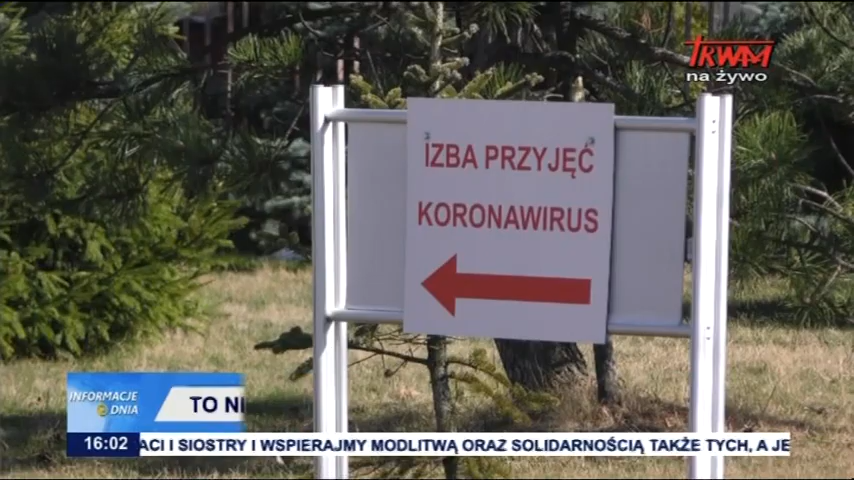 TRWAM
na żywo
IZBA PRZYJĘĆ
KORONAWIRUS
INFORMACJE
DNIA
TO NI
16:02 ACI I SIOSTRY I WSPIERAJMY MODLITWĄ ORAZ SOLIDARNOŚCIĄ TAKŻE TYCH, A JE